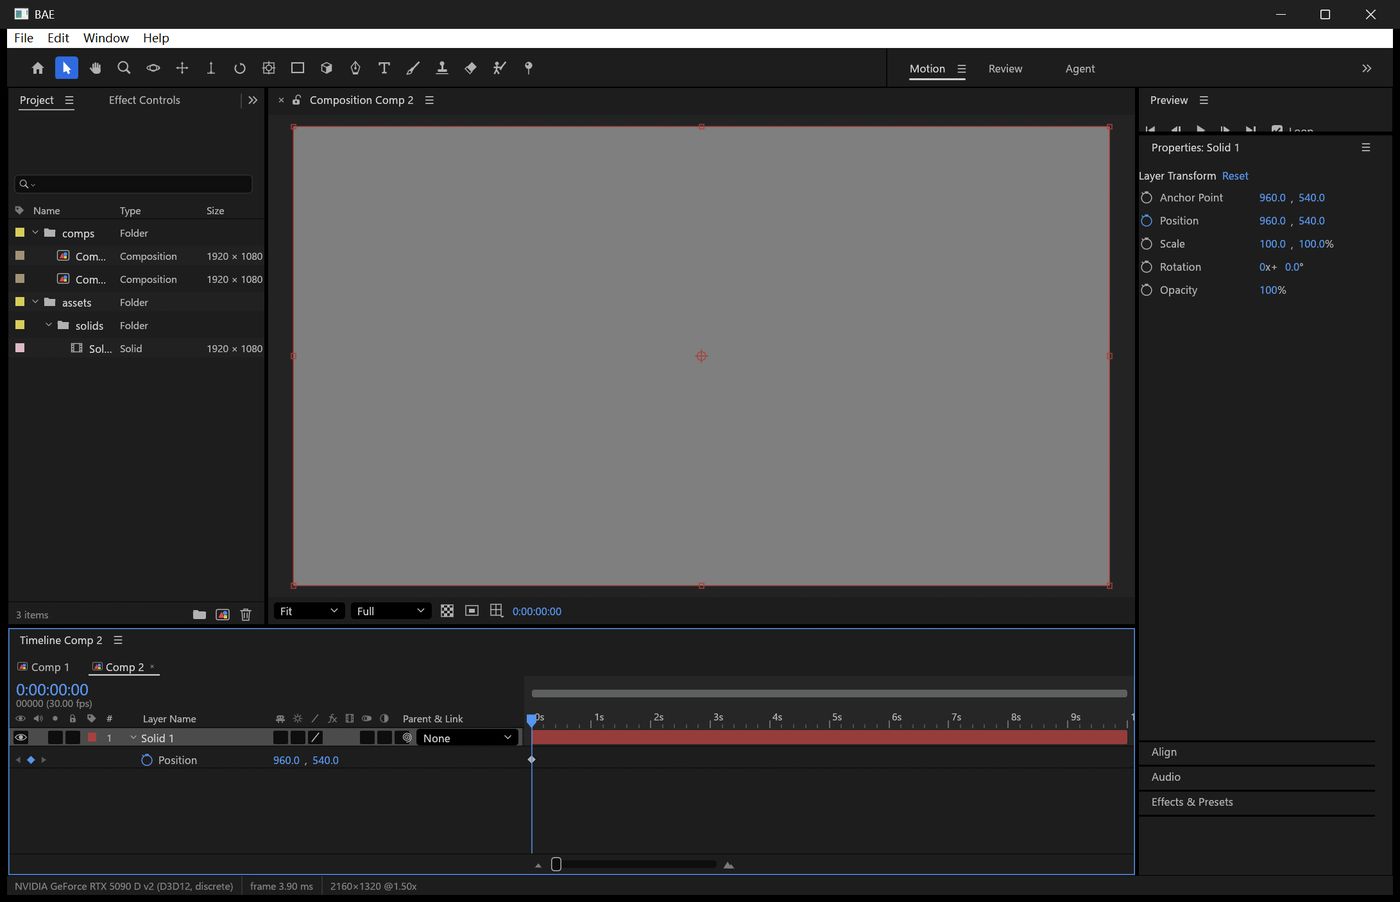 BAE
File Edit Window Help
Motion Review Agent
Project Effect Controls
Composition Comp 2
Preview
Loop
Properties: Solid 1
Layer Transform Reset
Anchor Point 960.0 , 540.0
Position 960.0 , 540.0
Scale 100.0 , 100.0%
Rotation 0x+ 0.0°
Opacity 100%
Name Type Size
comps Folder
Com... Composition 1920 × 1080
Com... Composition 1920 × 1080
assets Folder
solids Folder
Sol... Solid 1920 × 1080
3 items
Fit Full 0:00:00:00
Timeline Comp 2
Comp 1 Comp 2
0:00:00:00
00000 (30.00 fps)
# Layer Name fx Parent & Link
0s 1s 2s 3s 4s 5s 6s 7s 8s 9s 1
1 Solid 1 None
Position 960.0 , 540.0
Align
Audio
Effects & Presets
NVIDIA GeForce RTX 5090 D v2 (D3D12, discrete) frame 3.90 ms 2160×1320 @1.50x